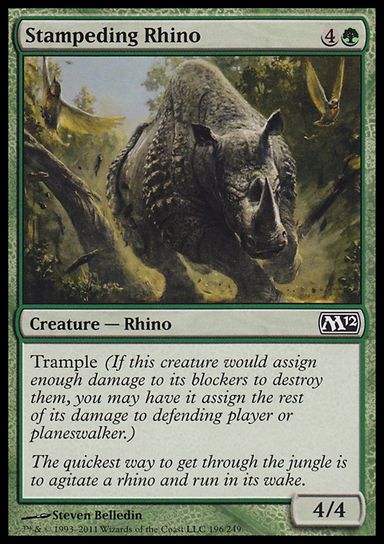 Stampeding Rhino 4
Creature — Rhino M12
Trample (If this creature would assign
enough damage to its blockers to destroy
them, you may have it assign the rest
of its damage to defending player or
planeswalker.)
The quickest way to get through the jungle is
to agitate a rhino and run in its wake.
4/4
Steven Belledin
™ & © 1993–2011 Wizards of the Coast LLC 196/249